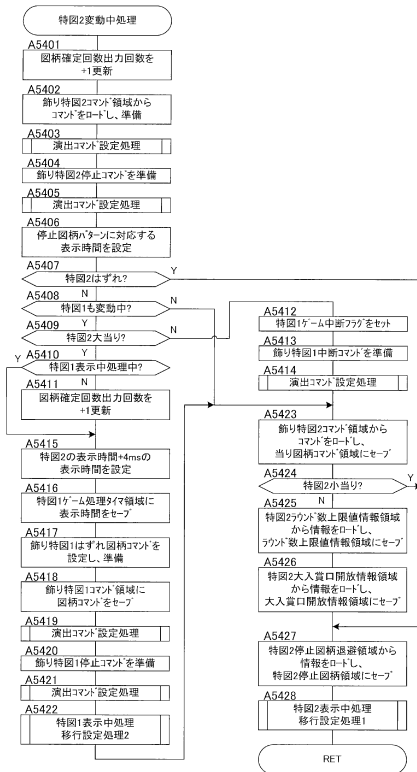 特図2変動中処理
A5401
図柄確定回数出力回数を
+1更新
A5402
飾り特図2コマンド領域から
コマンドをロードし、準備
A5403
演出コマンド設定処理
A5404
飾り特図2停止コマンドを準備
A5405
演出コマンド設定処理
A5406
停止図柄パターンに対応する
表示時間を設定
A5407
特図2はずれ?
Y
N
A5408
特図1も変動中?
N
Y
A5409
特図2大当り?
N
Y
A5410
特図1表示中処理中?
Y
N
A5411
図柄確定回数出力回数を
+1更新
A5415
特図2の表示時間+4msの
表示時間を設定
A5416
特図1ゲーム処理タイマ領域に
表示時間をセーブ
A5417
飾り特図1はずれ図柄コマンドを
設定し、準備
A5418
飾り特図1コマンド領域に
図柄コマンドをセーブ
A5419
演出コマンド設定処理
A5420
飾り特図1停止コマンドを準備
A5421
演出コマンド設定処理
A5422
特図1表示中処理
移行設定処理2
A5412
特図1ゲーム中断フラグをセット
A5413
飾り特図1中断コマンドを準備
A5414
演出コマンド設定処理
A5423
飾り特図2コマンド領域から
コマンドをロードし、
当り図柄コマンド領域にセーブ
A5424
特図2小当り?
Y
N
A5425
特図2ラウンド数上限値情報領域
から情報をロードし、
ラウンド数上限値情報領域にセーブ
A5426
特図2大入賞口開放情報領域
から情報をロードし、
大入賞口開放情報領域にセーブ
A5427
特図2停止図柄退避領域から
情報をロードし、
特図2停止図柄領域にセーブ
A5428
特図2表示中処理
移行設定処理1
RET